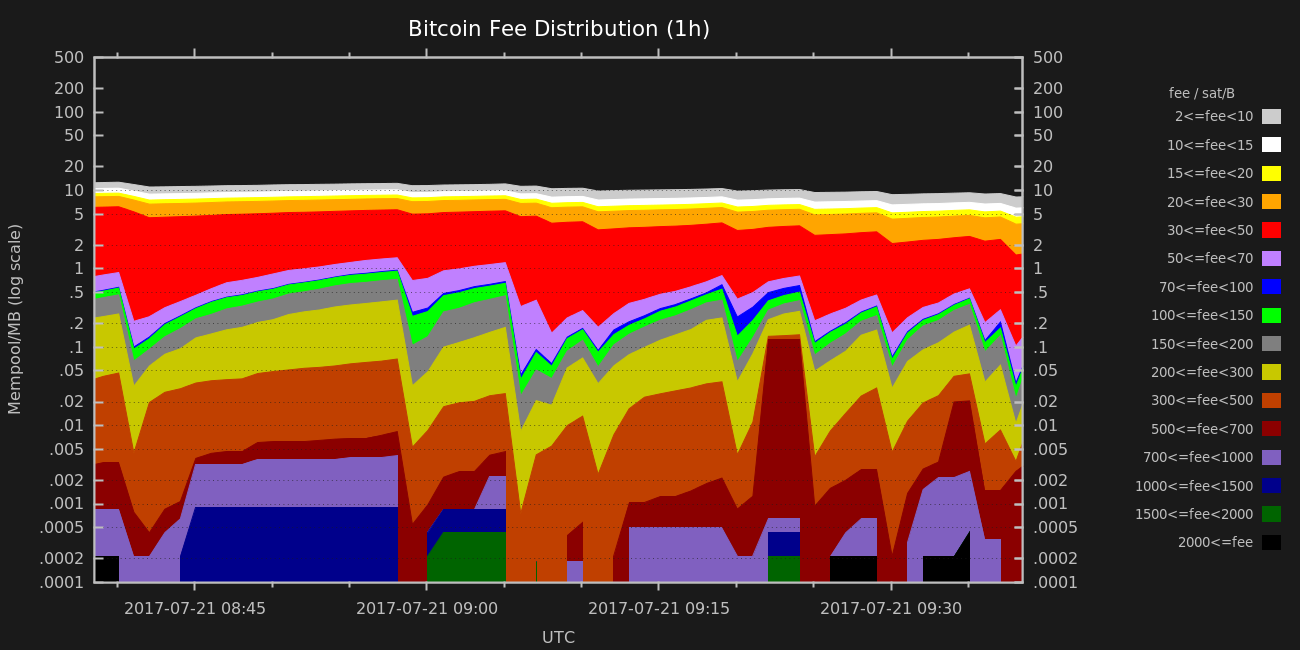 Bitcoin Fee Distribution (1h)
500 500
200 200
100 100
50 50
20 20
10 10
5 5
2 2
1 1
.5 .5
.2 .2
.1 .1
.05 .05
.02 .02
.01 .01
.005 .005
.002 .002
.001 .001
.0005 .0005
.0002 .0002
.0001 .0001
Mempool/MB (log scale)
2017-07-21 08:45 2017-07-21 09:00 2017-07-21 09:15 2017-07-21 09:30
UTC
fee / sat/B
2<=fee<10
10<=fee<15
15<=fee<20
20<=fee<30
30<=fee<50
50<=fee<70
70<=fee<100
100<=fee<150
150<=fee<200
200<=fee<300
300<=fee<500
500<=fee<700
700<=fee<1000
1000<=fee<1500
1500<=fee<2000
2000<=fee